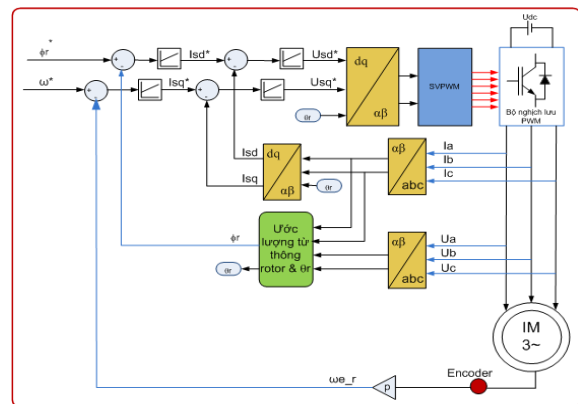 Udc
*
ϕr
Isd*
Usd*
dq
αβ
SVPWM
Bộ nghịch lưu
PWM
ω*
Isq*
Usq*
θr
Isd
Isq
dq
αβ
θr
αβ
abc
Ia
Ib
Ic
ϕr
θr
Ước
lượng từ
thông
rotor & θr
αβ
abc
Ua
Ub
Uc
IM
3~
Encoder
ωe_r
p